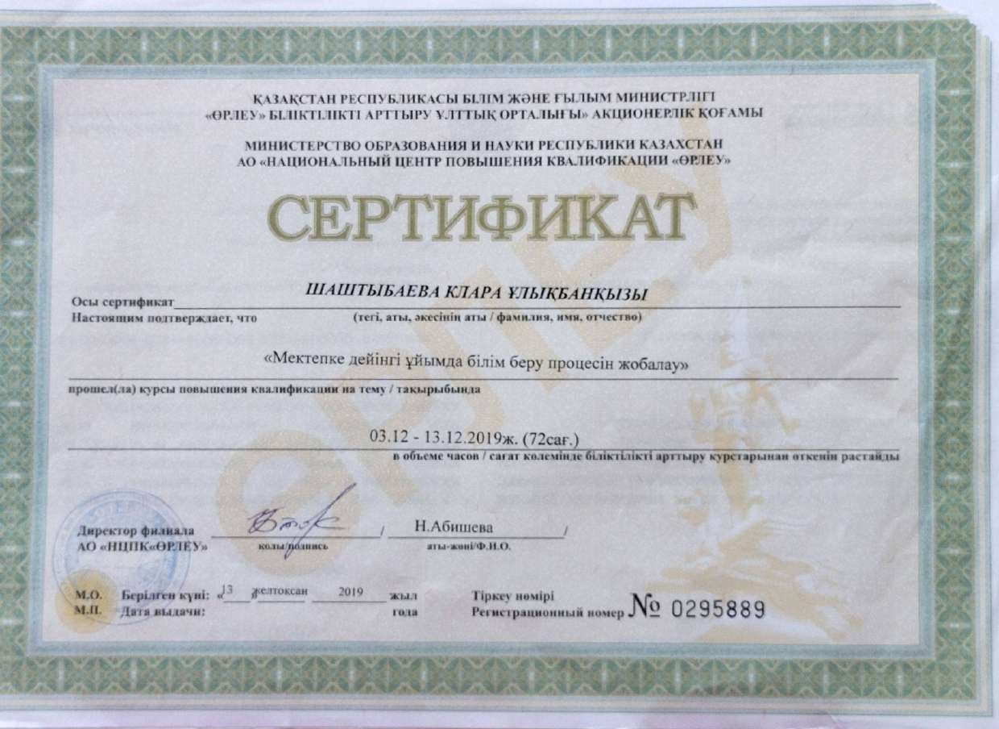 ҚАЗАҚСТАН РЕСПУБЛИКАСЫ БІЛІМ ЖӘНЕ ҒЫЛЫМ МИНИСТРЛІГІ
«ӨРЛЕУ» БІЛІКТІЛІКТІ АРТТЫРУ ҰЛТТЫҚ ОРТАЛЫҒЫ» АКЦИОНЕРЛІК ҚОҒАМЫ
МИНИСТЕРСТВО ОБРАЗОВАНИЯ И НАУКИ РЕСПУБЛИКИ КАЗАХСТАН
АО «НАЦИОНАЛЬНЫЙ ЦЕНТР ПОВЫШЕНИЯ КВАЛИФИКАЦИИ «ӨРЛЕУ»
СЕРТИФИКАТ
ШАШТЫБАЕВА КЛАРА ҰЛЫҚБАНҚЫЗЫ
Осы сертификат
Настоящим подтверждает, что (тегі, аты, әкесінің аты / фамилия, имя, отчество)
«Мектепке дейінгі ұйымда білім беру процесін жобалау»
прошел(ла) курсы повышения квалификации на тему / тақырыбында
03.12 - 13.12.2019ж. (72сағ.)
в объеме часов / сағат көлемінде біліктілікті арттыру курстарынан өткенін растайды
Директор филиала / Н.Абишева /
АО «НЦПК«ӨРЛЕУ» қолы/подпись аты-жөні/Ф.И.О.
М.О. Берілген күні: «13» желтоқсан 2019 жыл Тіркеу нөмірі
М.П. Дата выдачи: года Регистрационный номер № 0295889
өрлеу